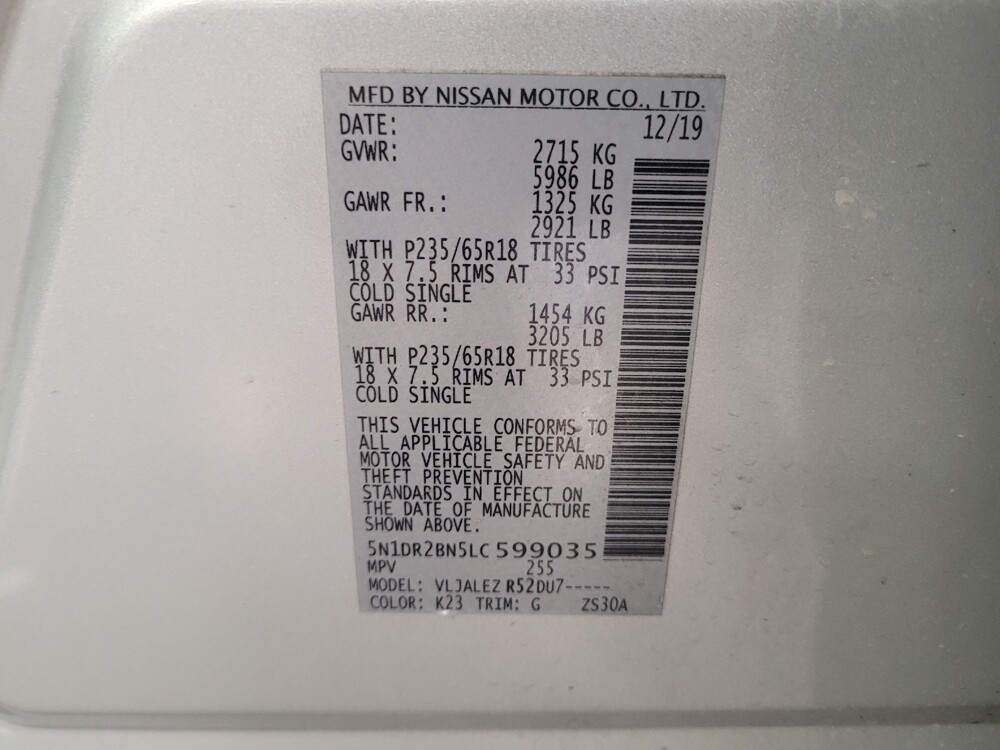 MFD BY NISSAN MOTOR CO., LTD.
DATE: 12/19
GVWR: 2715 KG
5986 LB
GAWR FR.: 1325 KG
2921 LB
WITH P235/65R18 TIRES
18 X 7.5 RIMS AT 33 PSI
COLD SINGLE
GAWR RR.: 1454 KG
3205 LB
WITH P235/65R18 TIRES
18 X 7.5 RIMS AT 33 PSI
COLD SINGLE
THIS VEHICLE CONFORMS TO
ALL APPLICABLE FEDERAL
MOTOR VEHICLE SAFETY AND
THEFT PREVENTION
STANDARDS IN EFFECT ON
THE DATE OF MANUFACTURE
SHOWN ABOVE.
5N1DR2BN5LC599035
MPV 255
MODEL: VLJALEZ R52DU7-----
COLOR: K23 TRIM: G ZS30A